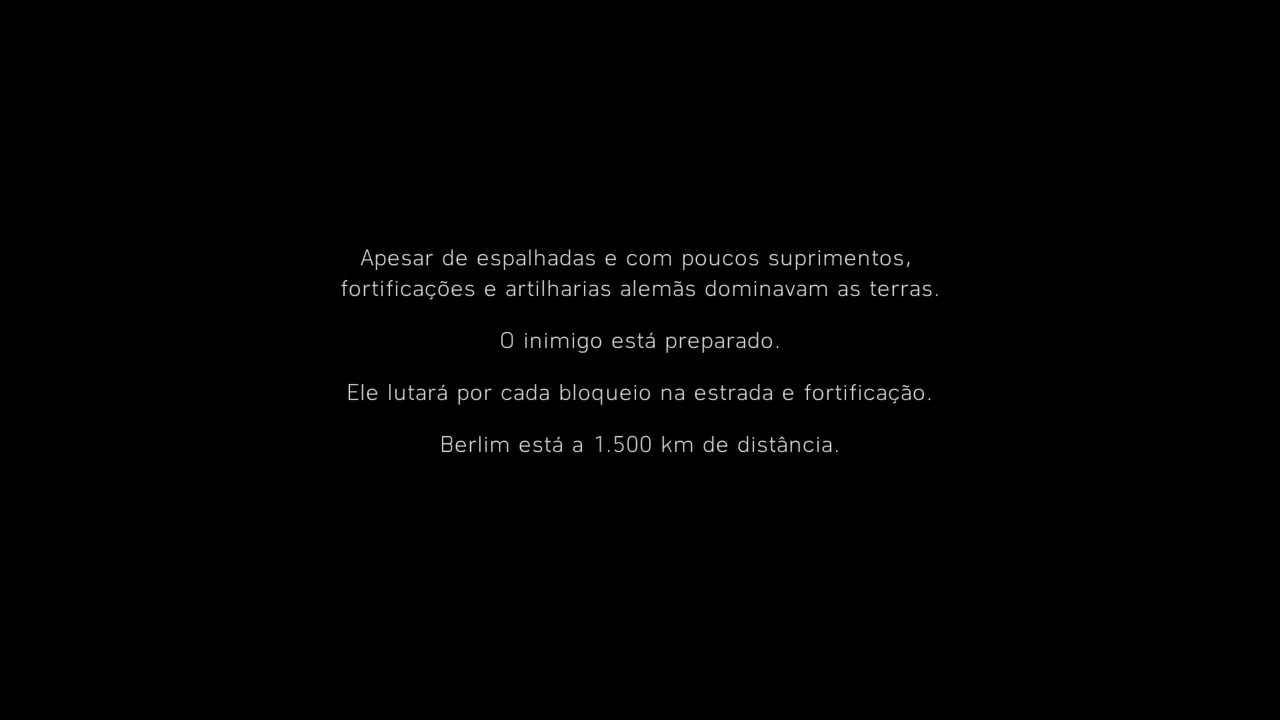 Apesar de espalhadas e com poucos suprimentos,
fortificações e artilharias alemãs dominavam as terras.
O inimigo está preparado.
Ele lutará por cada bloqueio na estrada e fortificação.
Berlim está a 1.500 km de distância.